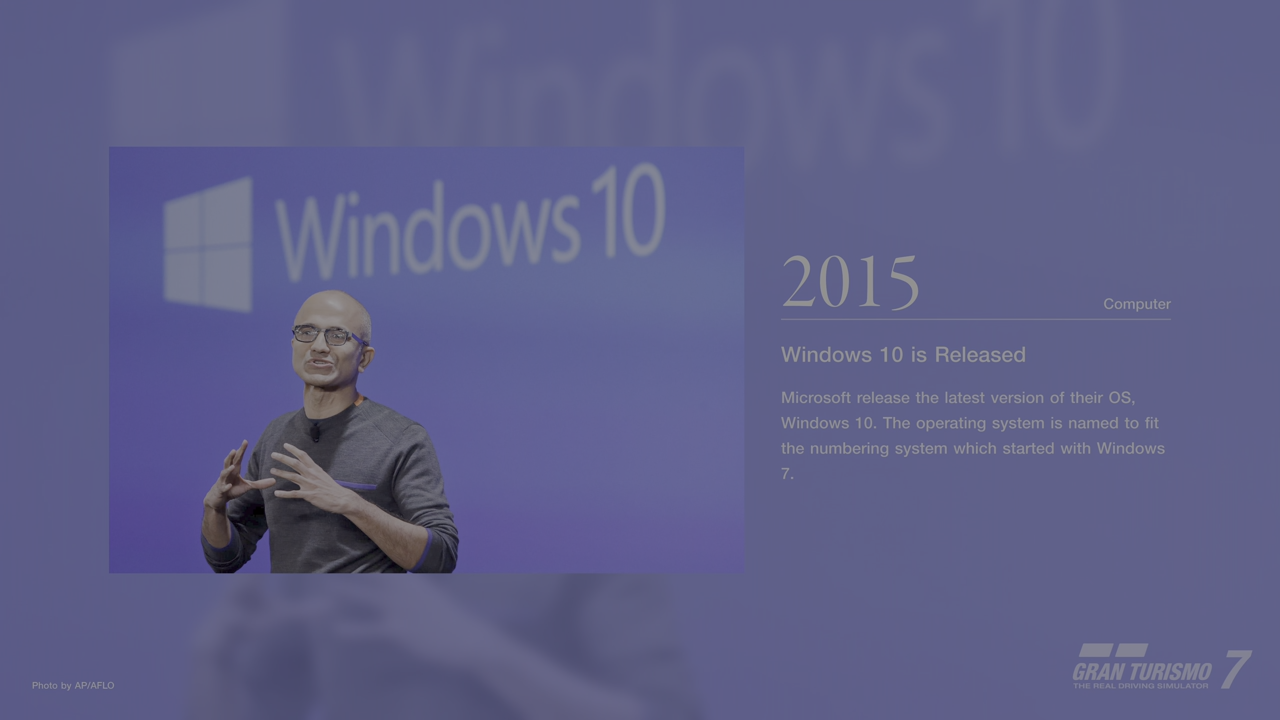 Windows 10
Windows 10
2015
Computer
Windows 10 is Released
Microsoft release the latest version of their OS,
Windows 10. The operating system is named to fit
the numbering system which started with Windows
7.
Photo by AP/AFLO
GRAN TURISMO 7
THE REAL DRIVING SIMULATOR